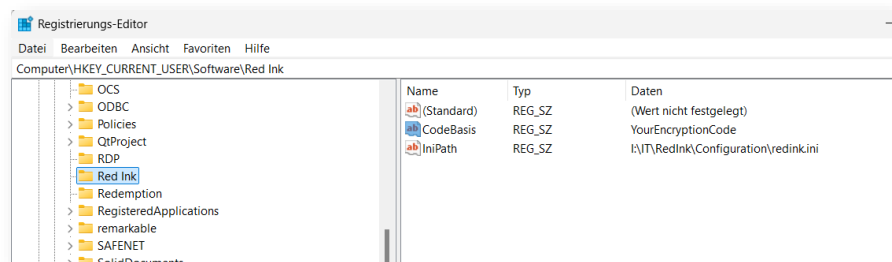 Registrierungs-Editor
Datei Bearbeiten Ansicht Favoriten Hilfe
Computer\HKEY_CURRENT_USER\Software\Red Ink
OCS
ODBC
Policies
QtProject
RDP
Red Ink
Redemption
RegisteredApplications
remarkable
SAFENET
SolidDocuments
Name Typ Daten
(Standard) REG_SZ (Wert nicht festgelegt)
CodeBasis REG_SZ YourEncryptionCode
IniPath REG_SZ I:\IT\RedInk\Configuration\redink.ini